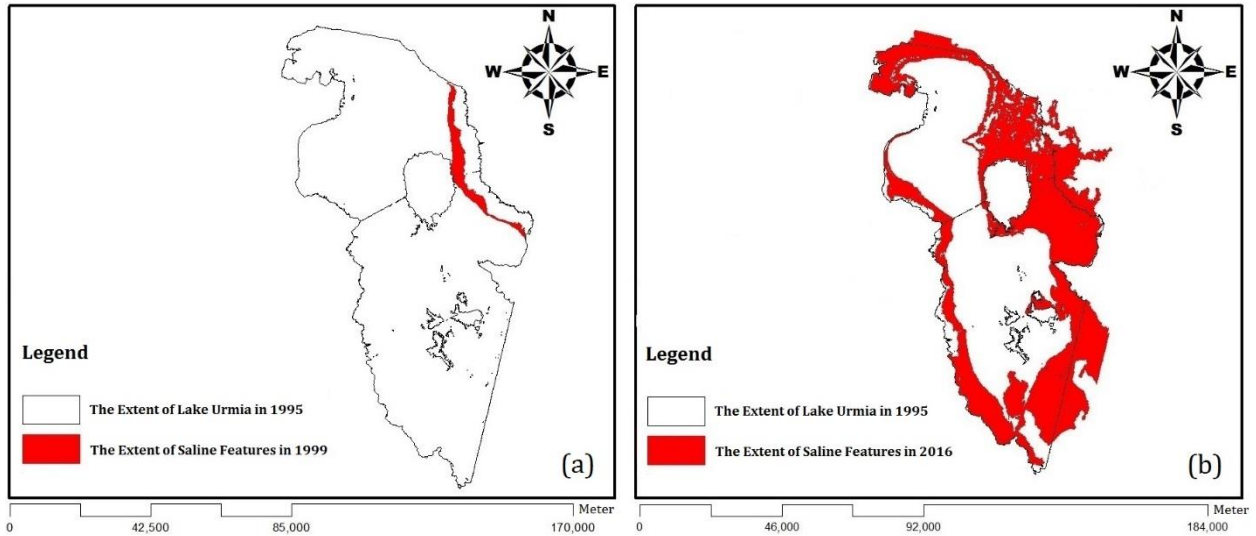 N
W E
S
Legend
The Extent of Lake Urmia in 1995
The Extent of Saline Features in 1999
(a)
Meter
0 42,500 85,000 170,000
N
W E
S
Legend
The Extent of Lake Urmia in 1995
The Extent of Saline Features in 2016
(b)
Meter
0 46,000 92,000 184,000